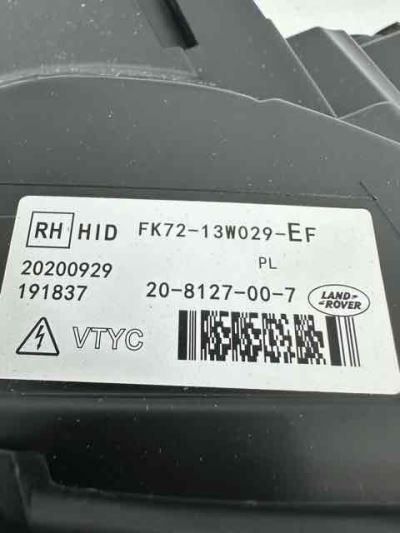 RH HID FK72-13W029-EF
20200929 PL
191837 20-8127-00-7 LAND-
-ROVER
VTYC